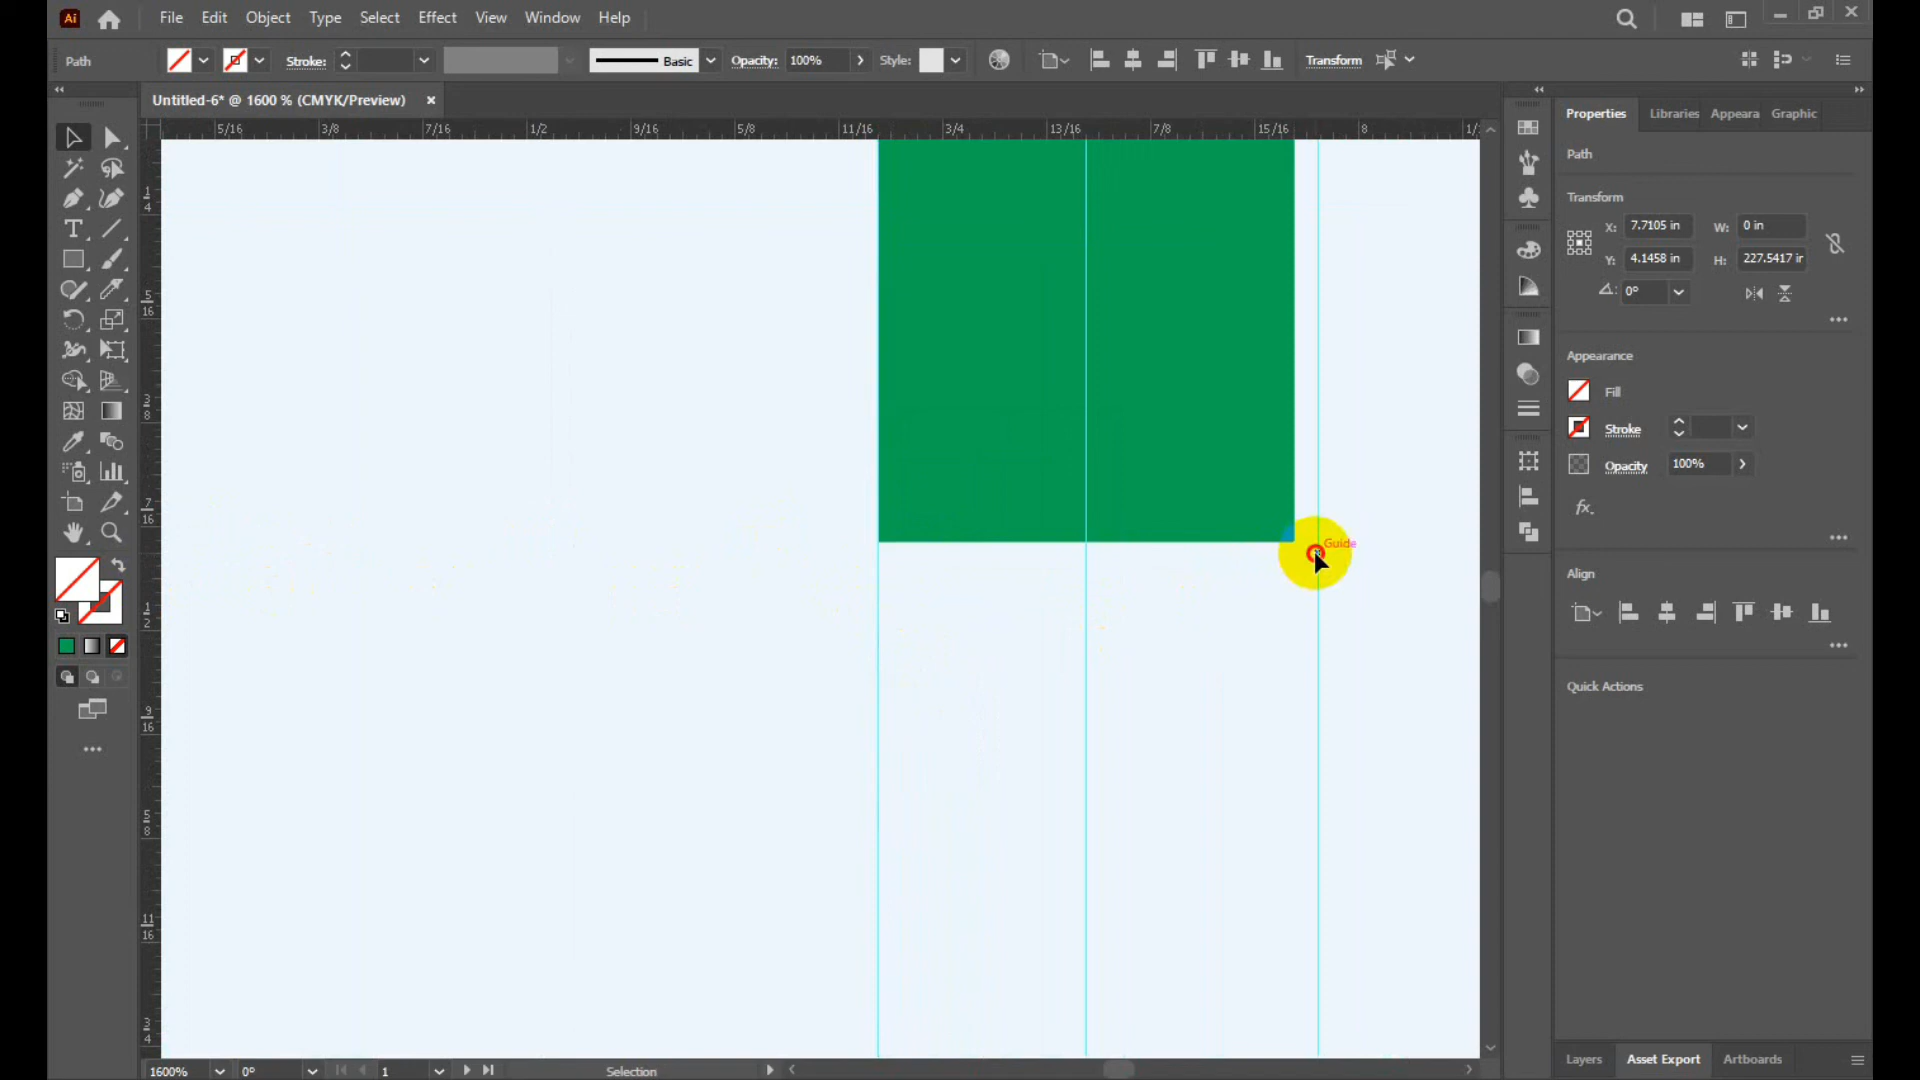 Ai File Edit Object Type Select Effect View Window Help
Path Stroke: Basic Opacity: 100% Style: Transform
Untitled-6* @ 1600 % (CMYK/Preview) ×
5/16 3/8 7/16 1/2 9/16 5/8 11/16 3/4 13/16 7/8 15/16 8 1/
1
4
5
16
3
8
7
16
1
2
9
16
5
8
11
16
3
4
Guide
Properties Libraries Appeara Graphic
Path
Transform
X: 7.7105 in W: 0 in
Y: 4.1458 in H: 227.5417 ir
0°
Appearance
Fill
Stroke
Opacity 100%
fx.
Align
Quick Actions
Layers Asset Export Artboards
1600% 0° 1 Selection